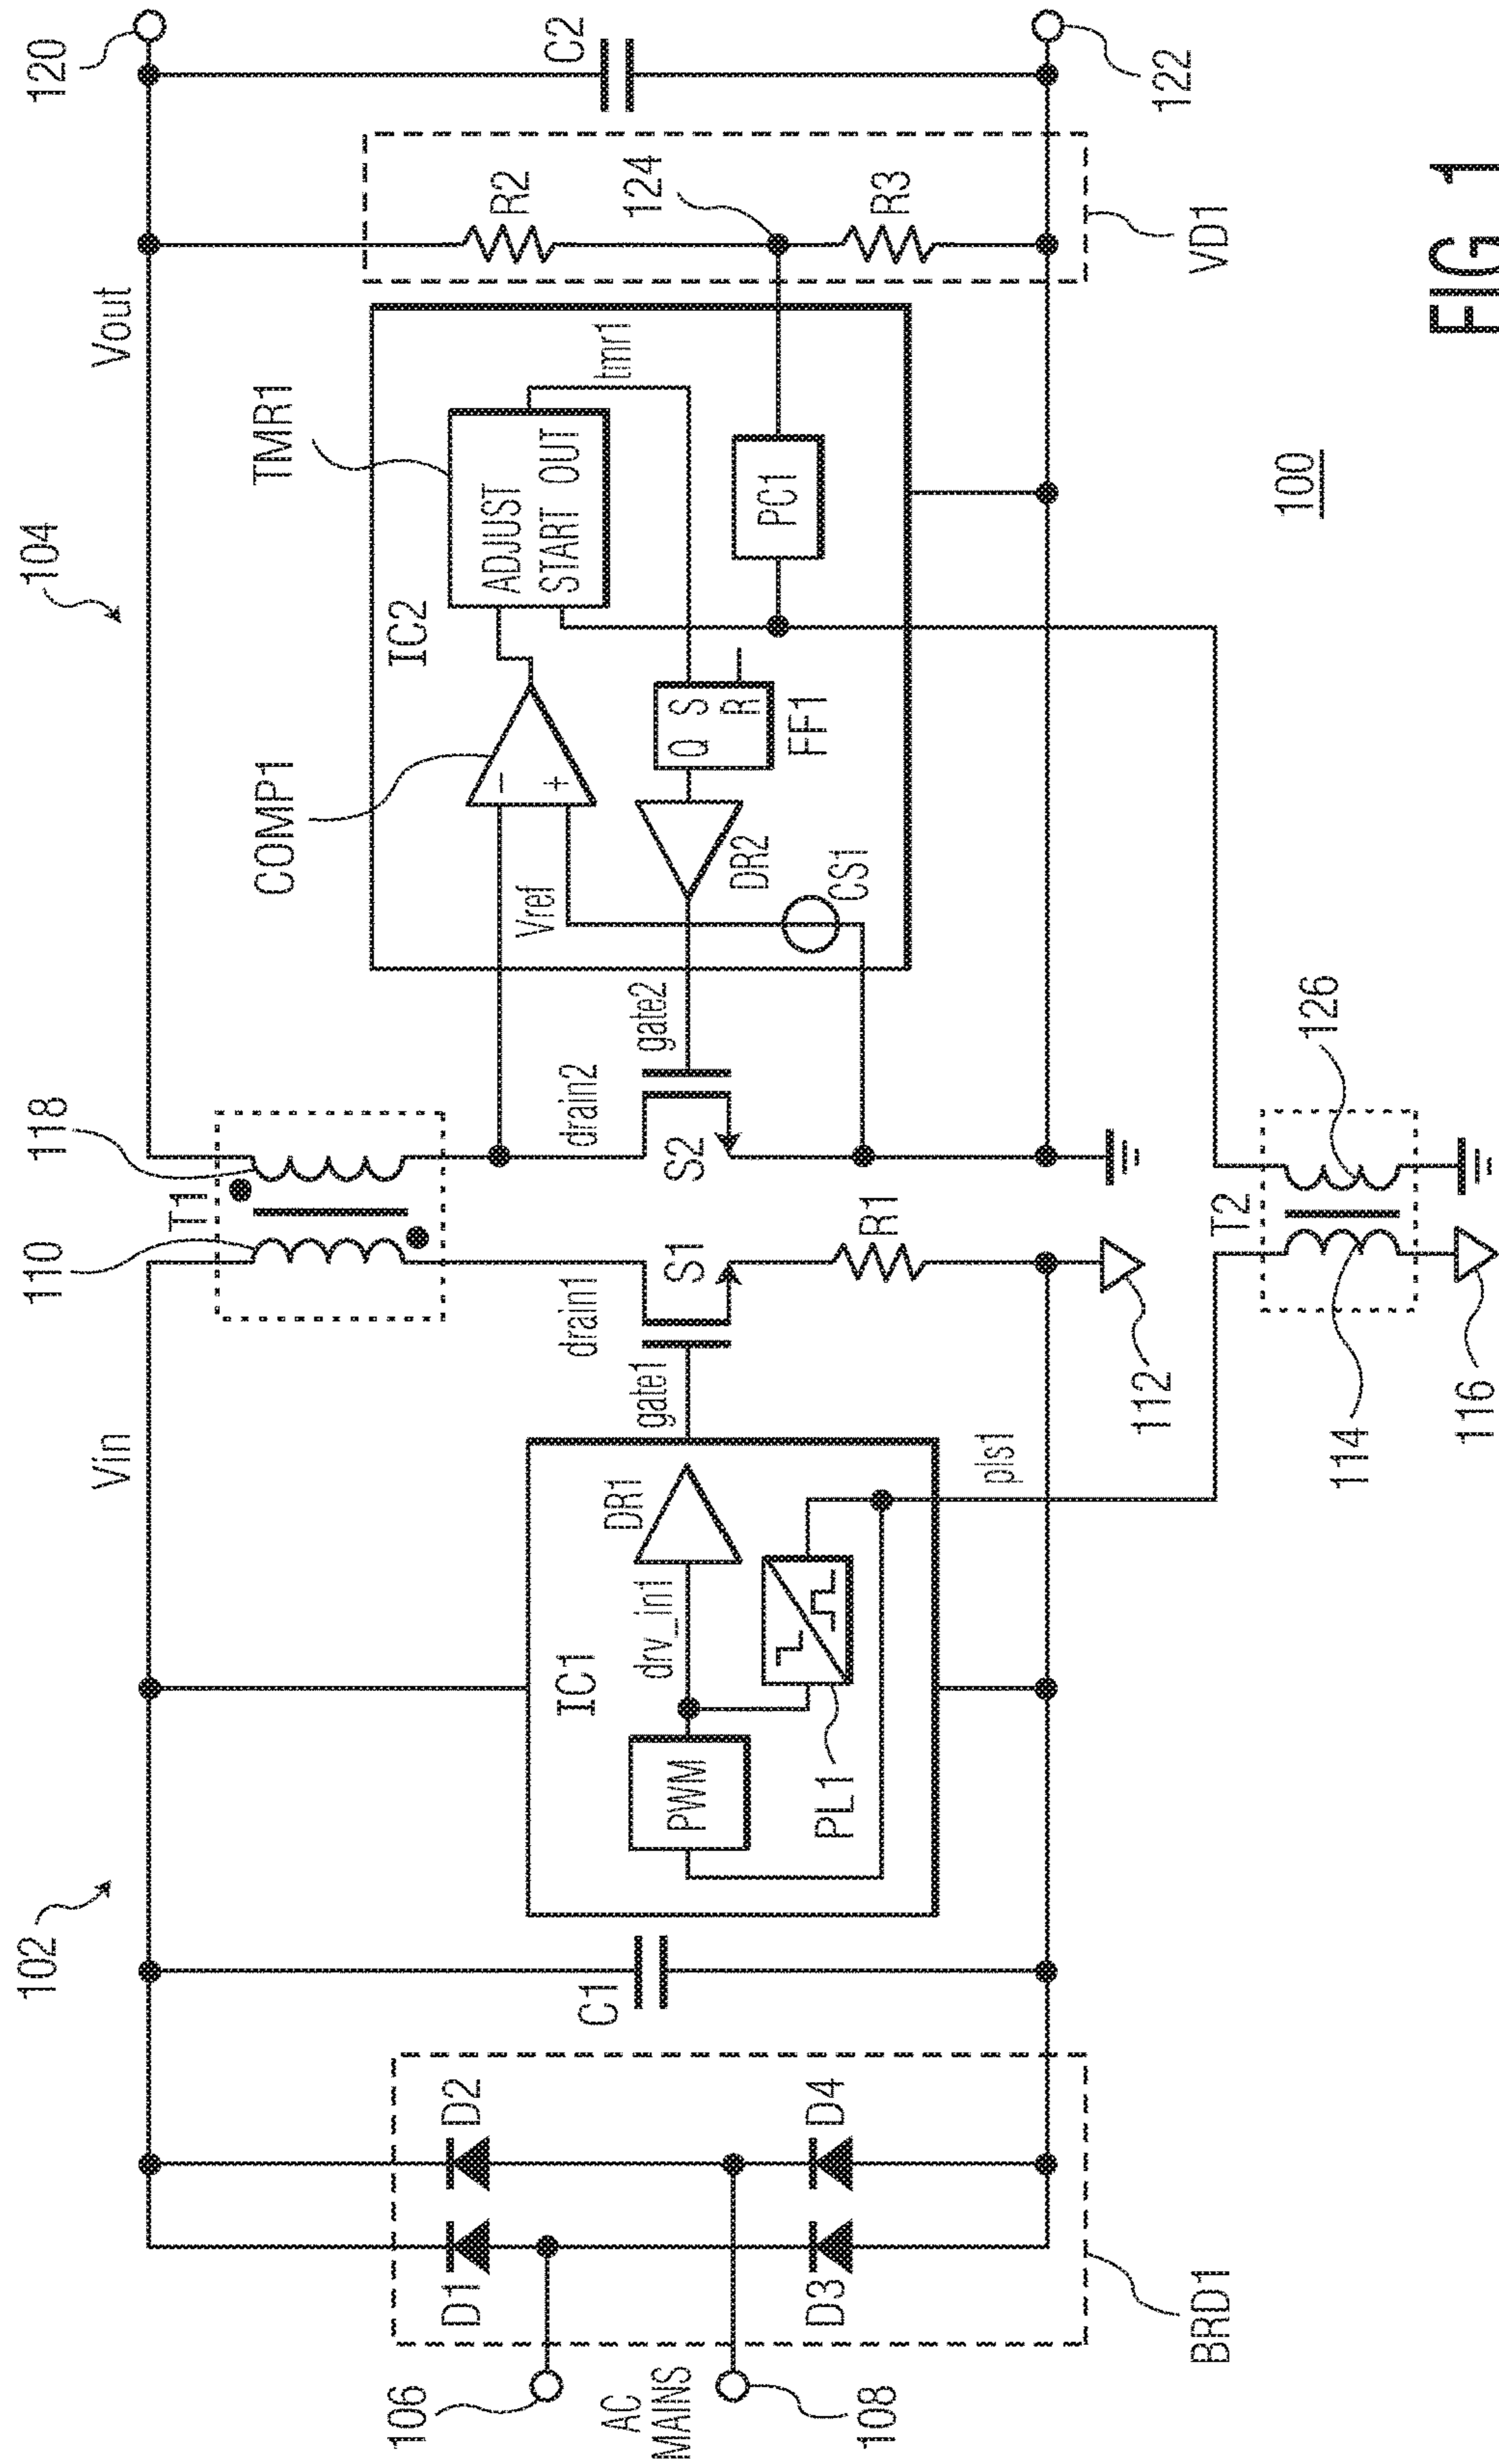 102
104
Vin
Vout
120
110
118
T1
BRD1
D1
D2
D3
D4
106
AC
MAINS
108
C1
IC1
PWM
drv_in1
DR1
PL1
pls1
gate1
drain1
S1
R1
112
drain2
S2
gate2
COMP1
−
+
Vref
IC2
TMR1
ADJUST
START OUT
tmr1
Q S
R
FF1
DR2
CS1
PC1
R2
124
R3
VD1
C2
122
T2
114
116
126
100
FIG 1